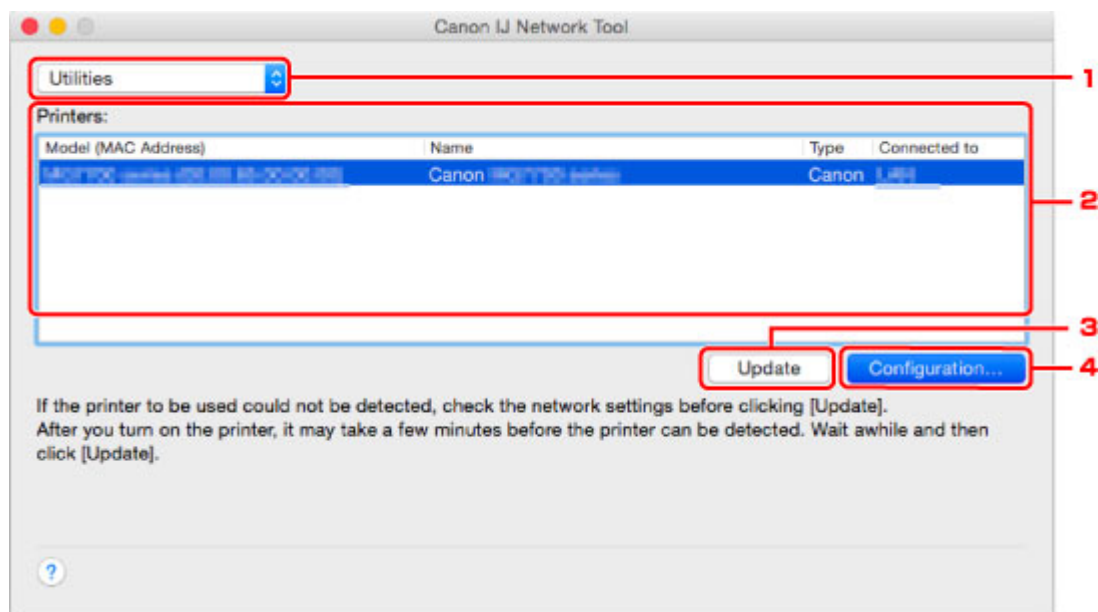 Canon IJ Network Tool
Utilities
1
Printers:
Model (MAC Address) Name Type Connected to
Canon Canon
2
3
Update Configuration... 4
If the printer to be used could not be detected, check the network settings before clicking [Update].
After you turn on the printer, it may take a few minutes before the printer can be detected. Wait awhile and then
click [Update].
?